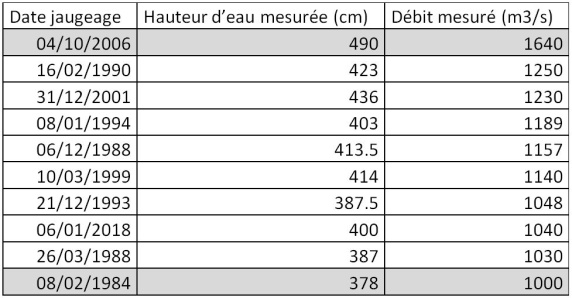 Date jaugeage Hauteur d'eau mesurée (cm) Débit mesuré (m3/s)
04/10/2006 490 1640
16/02/1990 423 1250
31/12/2001 436 1230
08/01/1994 403 1189
06/12/1988 413.5 1157
10/03/1999 414 1140
21/12/1993 387.5 1048
06/01/2018 400 1040
26/03/1988 387 1030
08/02/1984 378 1000